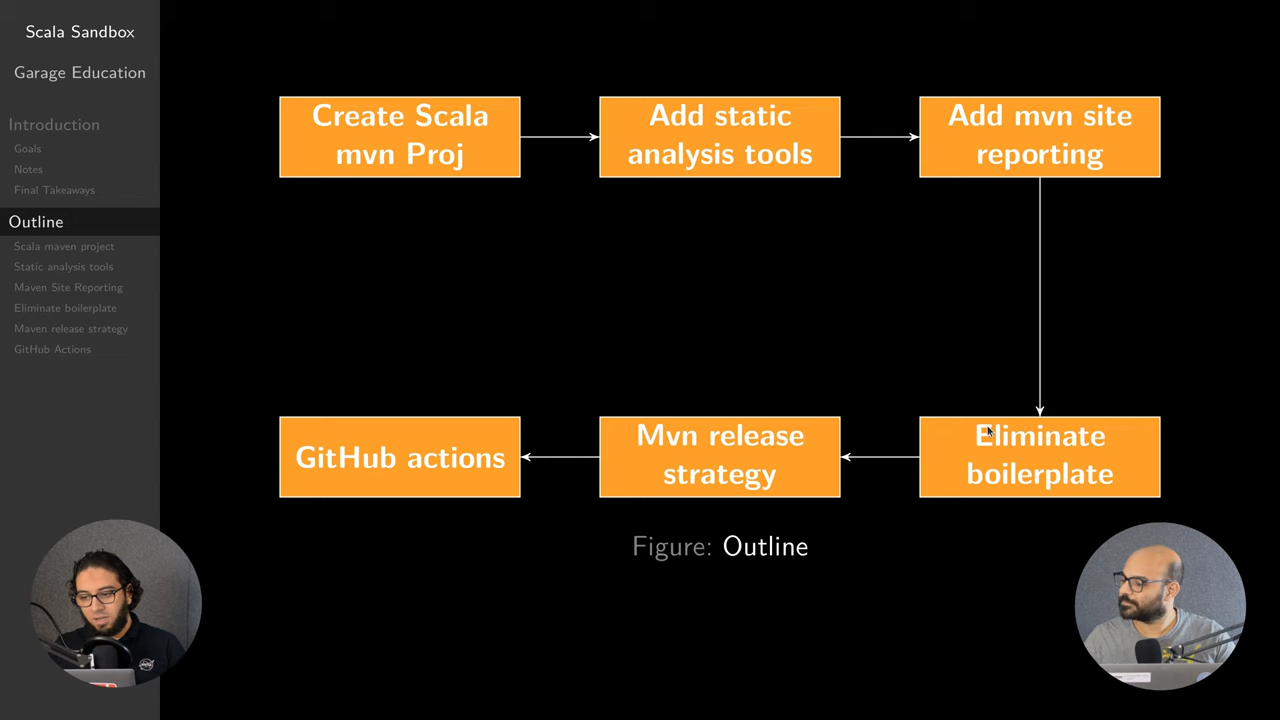 Scala Sandbox
Garage Education
Introduction
Goals
Notes
Final Takeaways
Outline
Scala maven project
Static analysis tools
Maven Site Reporting
Eliminate boilerplate
Maven release strategy
GitHub Actions
Create Scala
mvn Proj
Add static
analysis tools
Add mvn site
reporting
Eliminate
boilerplate
Mvn release
strategy
GitHub actions
Figure: Outline